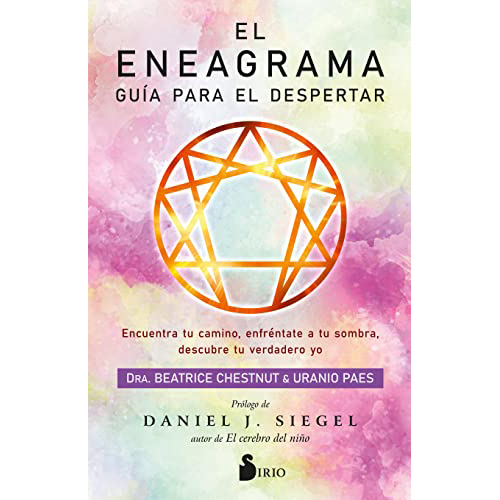 EL
ENEAGRAMA
GUÍA PARA EL DESPERTAR
Encuentra tu camino, enfréntate a tu sombra,
descubre tu verdadero yo
DRA. BEATRICE CHESTNUT & URANIO PAES
Prólogo de
DANIEL J. SIEGEL
autor de El cerebro del niño
SIRIO